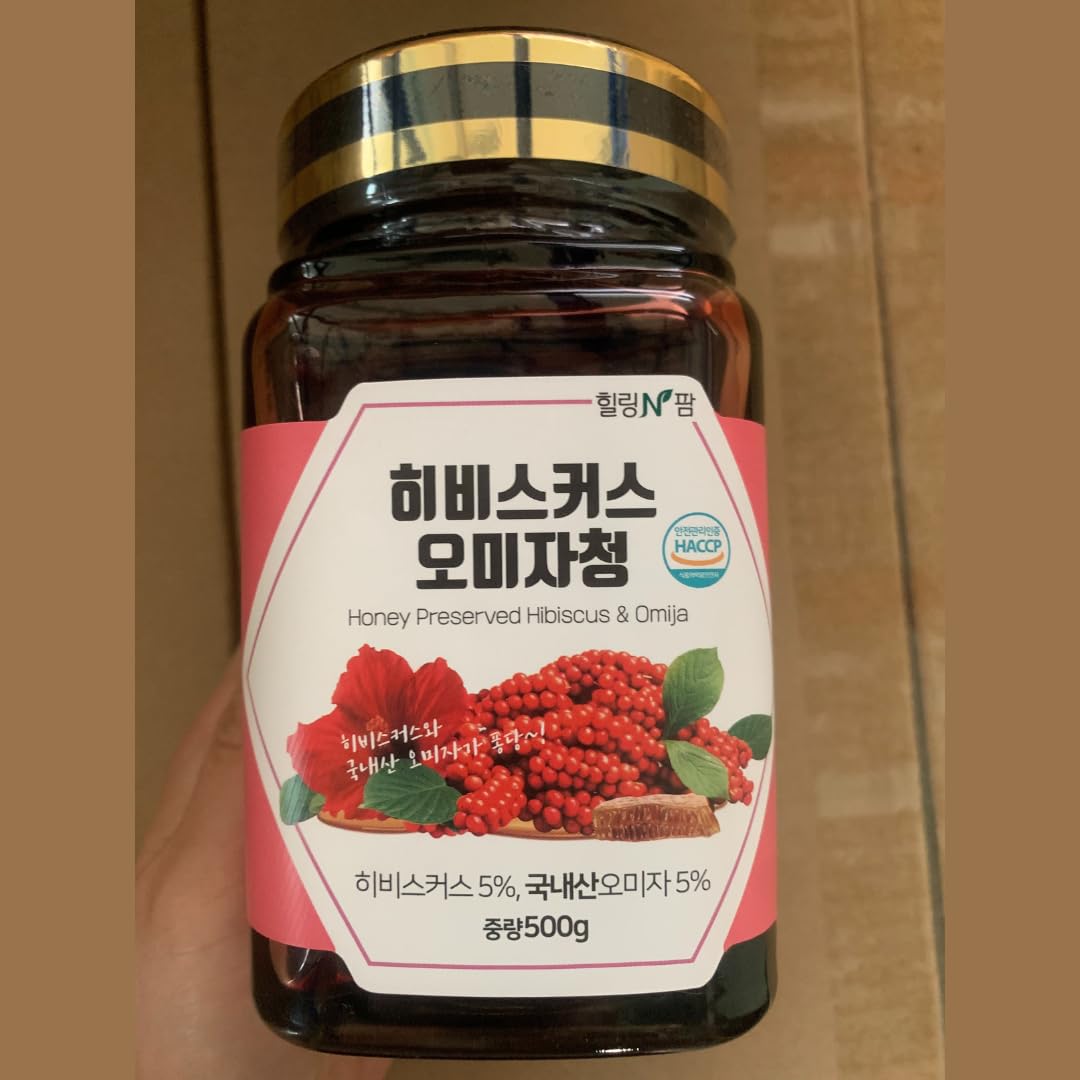 힐링N팜
히비스커스
오미자청
안전관리인증
HACCP
Honey Preserved Hibiscus & Omija
히비스커스와
국내산 오미자가 퐁당~!
히비스커스 5%, 국내산오미자 5%
중량500g